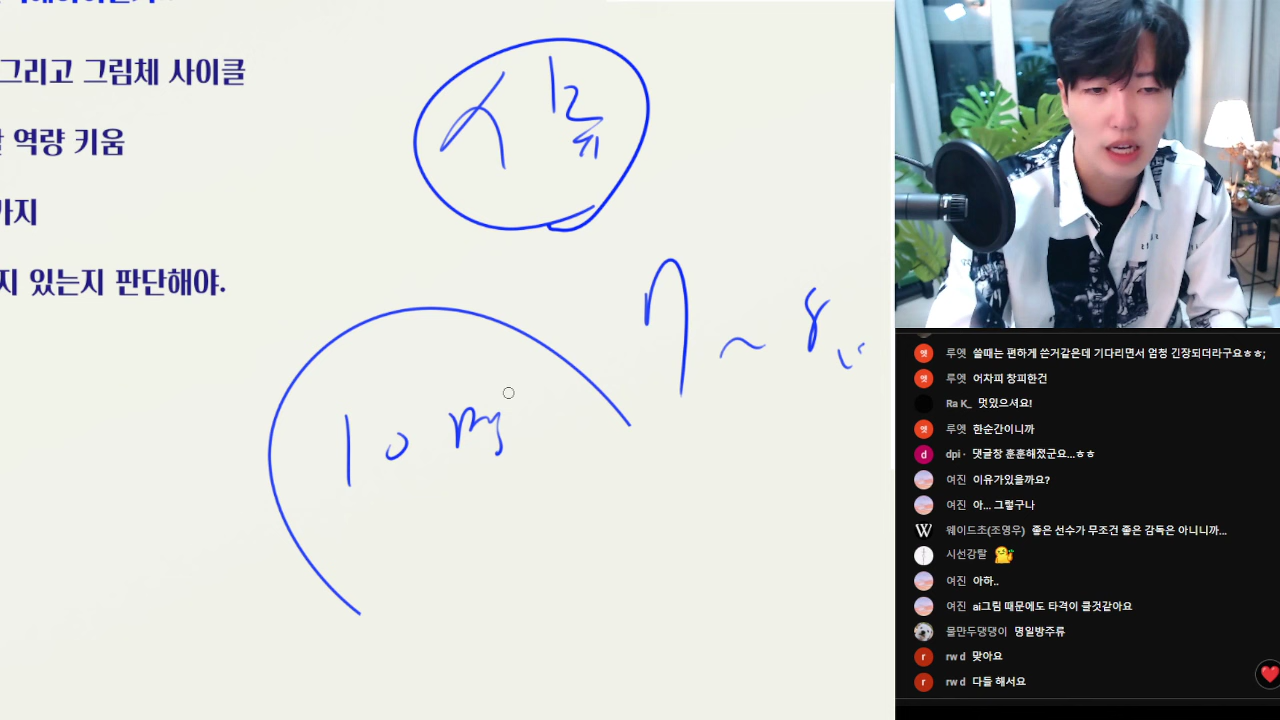 그리고 그림체 사이클
역량 키움
까지
지 있는지 판단해야.
10명
7~8
루엣 쓸때는 편하게 쓴거같은데 기다리면서 엄청 긴장되더라구요ㅎㅎ;
루엣 어차피 창피한건
Ra K_ 멋있으셔요!
루엣 한순간이니까
dpi · 댓글창 훈훈해졌군요...ㅎㅎ
여진 이유가있을까요?
여진 아... 그렇구나
웨이드초(조영우) 좋은 선수가 무조건 좋은 감독은 아니니까...
시선강탈
여진 아하..
여진 ai그림 때문에도 타격이 클것같아요
물만두댕댕이 명일방주류
rw d 맞아요
rw d 다들 해서요